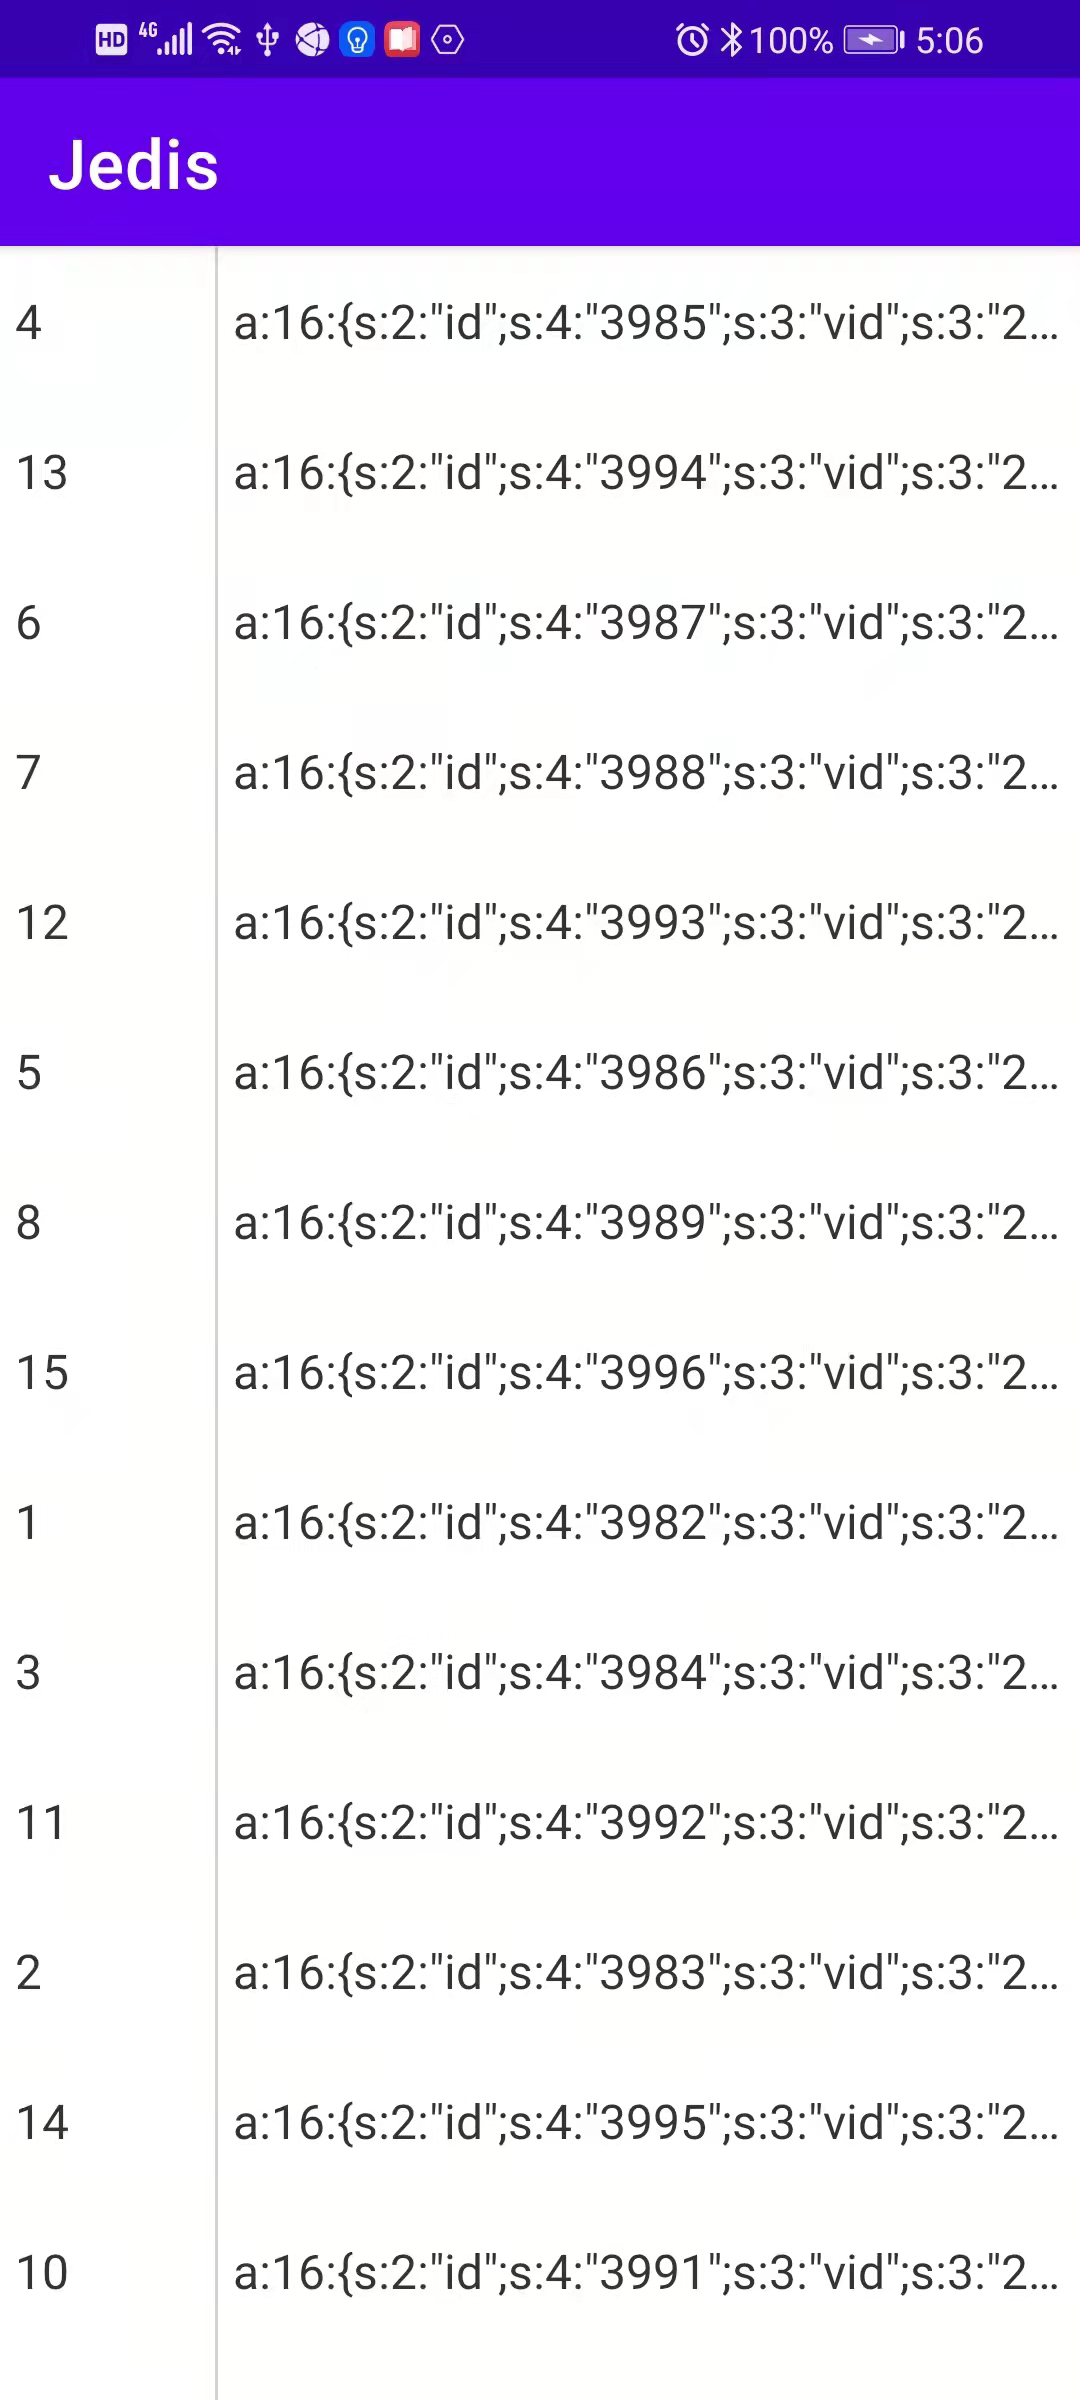 HD 4G 100% 5:06
Jedis
4 a:16:{s:2:"id";s:4:"3985";s:3:"vid";s:3:"2...
13 a:16:{s:2:"id";s:4:"3994";s:3:"vid";s:3:"2...
6 a:16:{s:2:"id";s:4:"3987";s:3:"vid";s:3:"2...
7 a:16:{s:2:"id";s:4:"3988";s:3:"vid";s:3:"2...
12 a:16:{s:2:"id";s:4:"3993";s:3:"vid";s:3:"2...
5 a:16:{s:2:"id";s:4:"3986";s:3:"vid";s:3:"2...
8 a:16:{s:2:"id";s:4:"3989";s:3:"vid";s:3:"2...
15 a:16:{s:2:"id";s:4:"3996";s:3:"vid";s:3:"2...
1 a:16:{s:2:"id";s:4:"3982";s:3:"vid";s:3:"2...
3 a:16:{s:2:"id";s:4:"3984";s:3:"vid";s:3:"2...
11 a:16:{s:2:"id";s:4:"3992";s:3:"vid";s:3:"2...
2 a:16:{s:2:"id";s:4:"3983";s:3:"vid";s:3:"2...
14 a:16:{s:2:"id";s:4:"3995";s:3:"vid";s:3:"2...
10 a:16:{s:2:"id";s:4:"3991";s:3:"vid";s:3:"2...